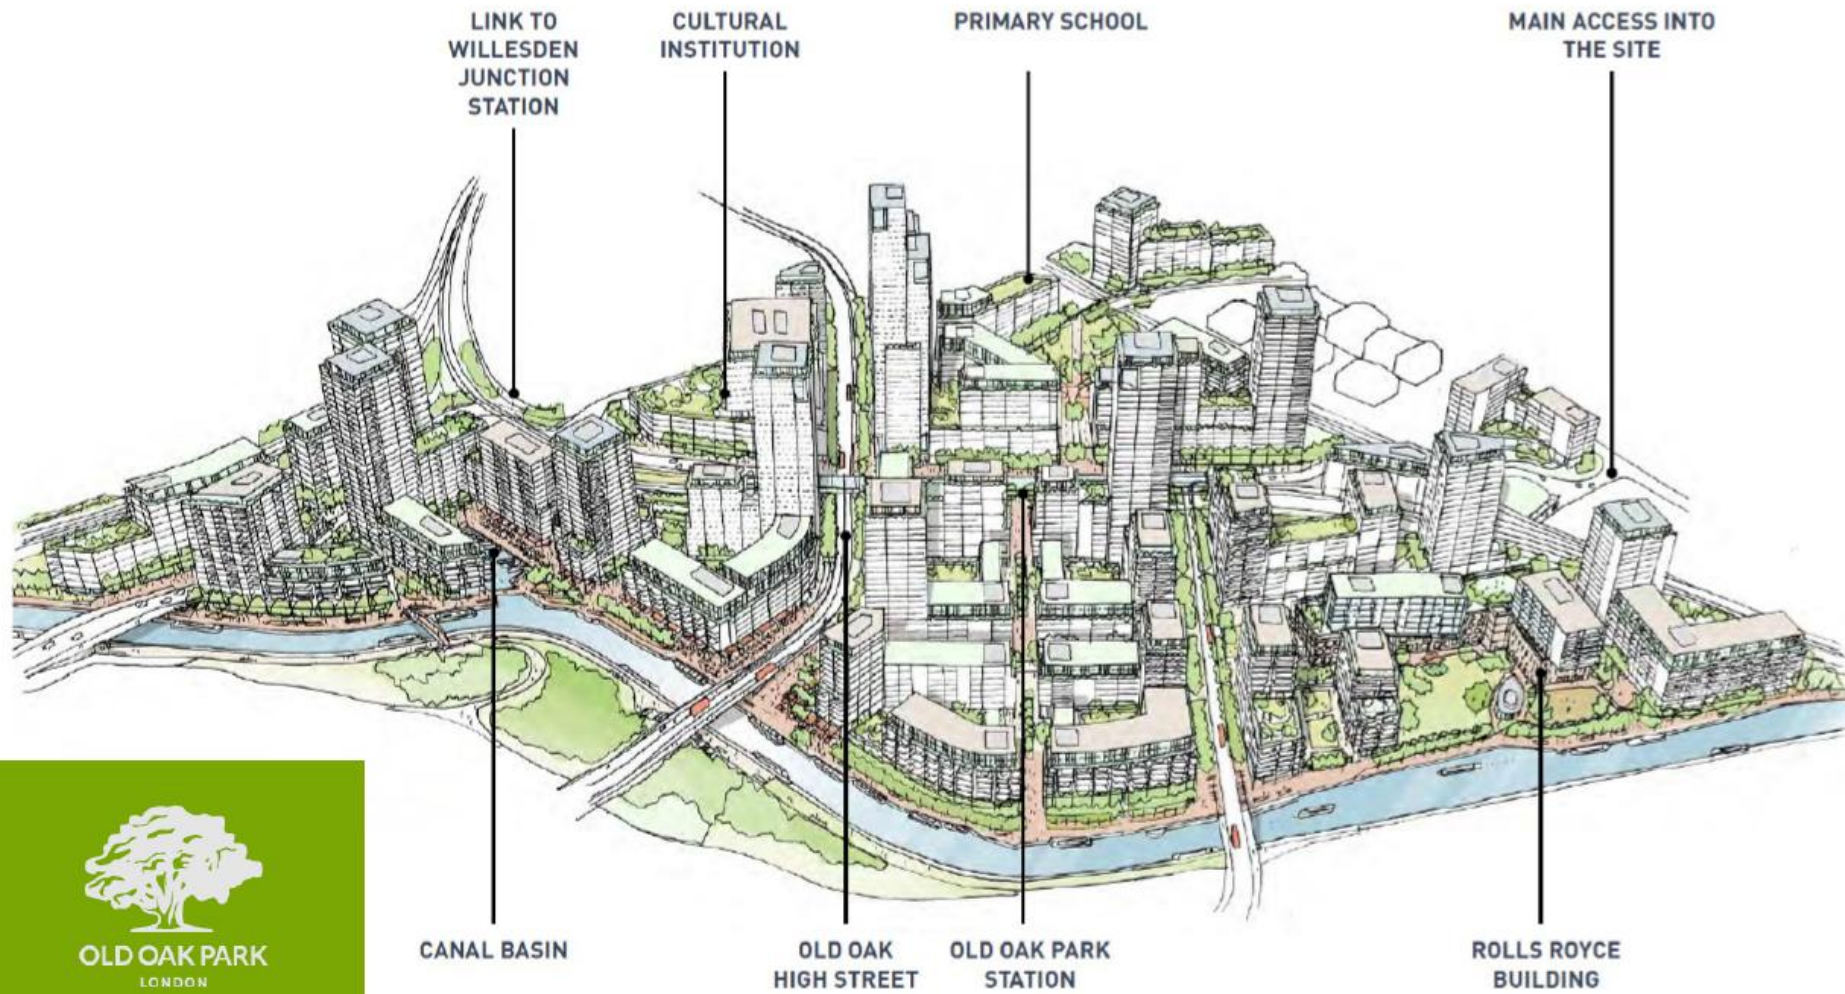 LINK TO
WILLESDEN
JUNCTION
STATION
CULTURAL
INSTITUTION
PRIMARY SCHOOL
MAIN ACCESS INTO
THE SITE
OLD OAK PARK
LONDON
CANAL BASIN
OLD OAK
HIGH STREET
OLD OAK PARK
STATION
ROLLS ROYCE
BUILDING